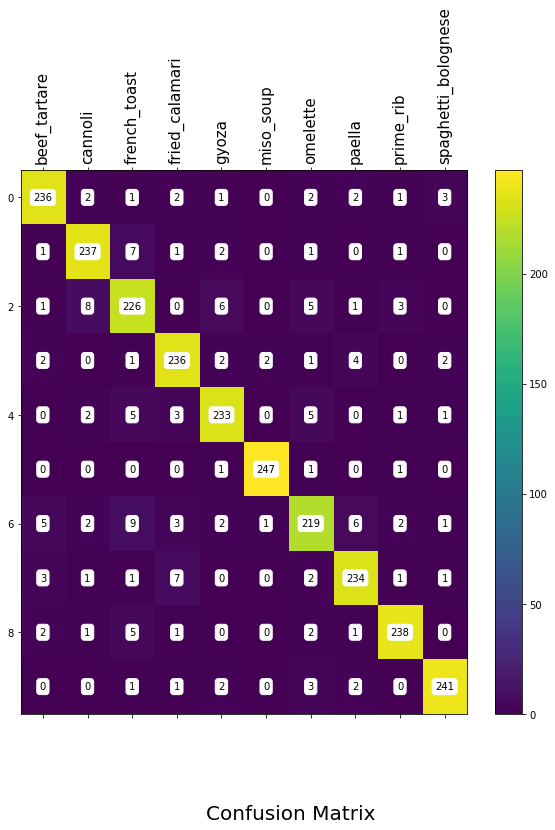 beef_tartare cannoli french_toast fried_calamari gyoza miso_soup omelette paella prime_rib spaghetti_bolognese
0 236 2 1 2 1 0 2 2 1 3
1 237 7 1 2 0 1 0 1 0
2 1 8 226 0 6 0 5 1 3 0
2 0 1 236 2 2 1 4 0 2
4 0 2 5 3 233 0 5 0 1 1
0 0 0 0 1 247 1 0 1 0
6 5 2 9 3 2 1 219 6 2 1
3 1 1 7 0 0 2 234 1 1
8 2 1 5 1 0 0 2 1 238 0
0 0 1 1 2 0 3 2 0 241
200
150
100
50
0
Confusion Matrix